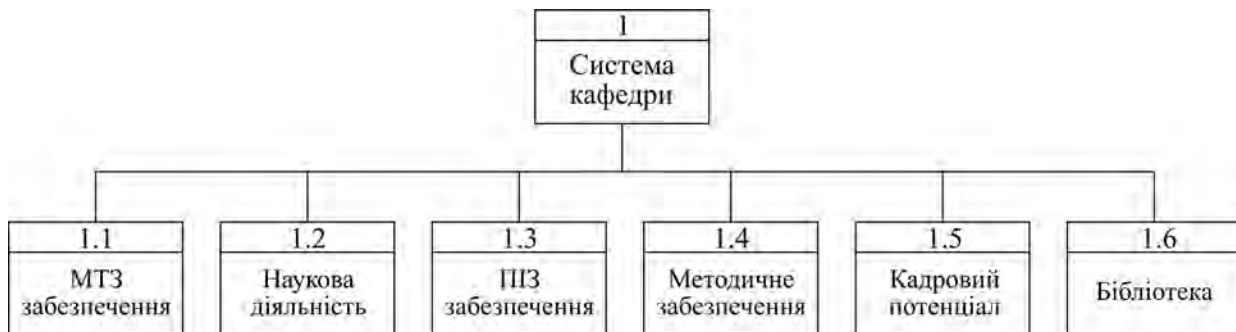 1
Система
кафедри
1.1
МТЗ
забезпечення
1.2
Наукова
діяльність
1.3
ПІЗ
забезпечення
1.4
Методичне
забезпечення
1.5
Кадровий
потенціал
1.6
Бібліотека